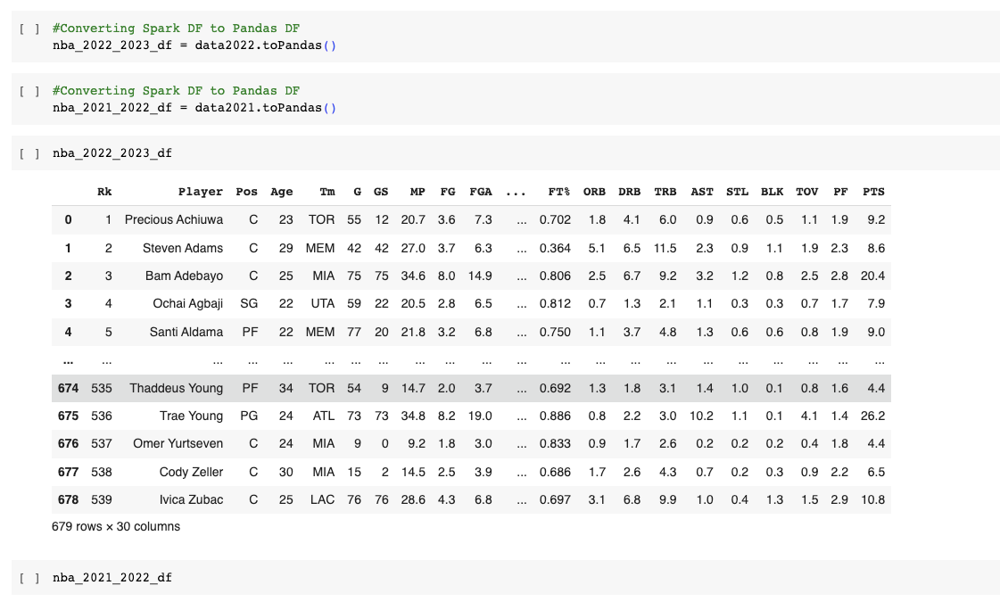 [ ] #Converting Spark DF to Pandas DF
nba_2022_2023_df = data2022.toPandas()
[ ] #Converting Spark DF to Pandas DF
nba_2021_2022_df = data2021.toPandas()
[ ] nba_2022_2023_df
Rk Player Pos Age Tm G GS MP FG FGA ... FT% ORB DRB TRB AST STL BLK TOV PF PTS
0 1 Precious Achiuwa C 23 TOR 55 12 20.7 3.6 7.3 ... 0.702 1.8 4.1 6.0 0.9 0.6 0.5 1.1 1.9 9.2
1 2 Steven Adams C 29 MEM 42 42 27.0 3.7 6.3 ... 0.364 5.1 6.5 11.5 2.3 0.9 1.1 1.9 2.3 8.6
2 3 Bam Adebayo C 25 MIA 75 75 34.6 8.0 14.9 ... 0.806 2.5 6.7 9.2 3.2 1.2 0.8 2.5 2.8 20.4
3 4 Ochai Agbaji SG 22 UTA 59 22 20.5 2.8 6.5 ... 0.812 0.7 1.3 2.1 1.1 0.3 0.3 0.7 1.7 7.9
4 5 Santi Aldama PF 22 MEM 77 20 21.8 3.2 6.8 ... 0.750 1.1 3.7 4.8 1.3 0.6 0.6 0.8 1.9 9.0
... ... ... ... ... ... ... ... ... ... ... ... ... ... ... ... ... ... ... ... ... ...
674 535 Thaddeus Young PF 34 TOR 54 9 14.7 2.0 3.7 ... 0.692 1.3 1.8 3.1 1.4 1.0 0.1 0.8 1.6 4.4
675 536 Trae Young PG 24 ATL 73 73 34.8 8.2 19.0 ... 0.886 0.8 2.2 3.0 10.2 1.1 0.1 4.1 1.4 26.2
676 537 Omer Yurtseven C 24 MIA 9 0 9.2 1.8 3.0 ... 0.833 0.9 1.7 2.6 0.2 0.2 0.2 0.4 1.8 4.4
677 538 Cody Zeller C 30 MIA 15 2 14.5 2.5 3.9 ... 0.686 1.7 2.6 4.3 0.7 0.2 0.3 0.9 2.2 6.5
678 539 Ivica Zubac C 25 LAC 76 76 28.6 4.3 6.8 ... 0.697 3.1 6.8 9.9 1.0 0.4 1.3 1.5 2.9 10.8
679 rows × 30 columns
[ ] nba_2021_2022_df